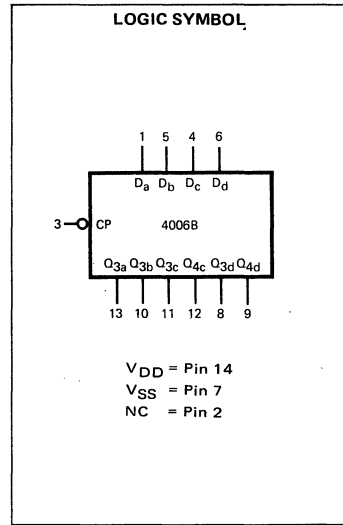 LOGIC SYMBOL
1 5 4 6
Da Db Dc Dd
3 CP 4006B
Q3a Q3b Q3c Q4c Q3d Q4d
13 10 11 12 8 9
VDD = Pin 14
VSS = Pin 7
NC = Pin 2